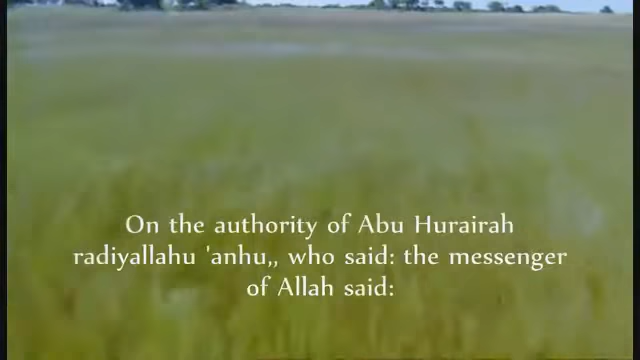 On the authority of Abu Hurairah
radiyallahu 'anhu,, who said: the messenger
of Allah said: